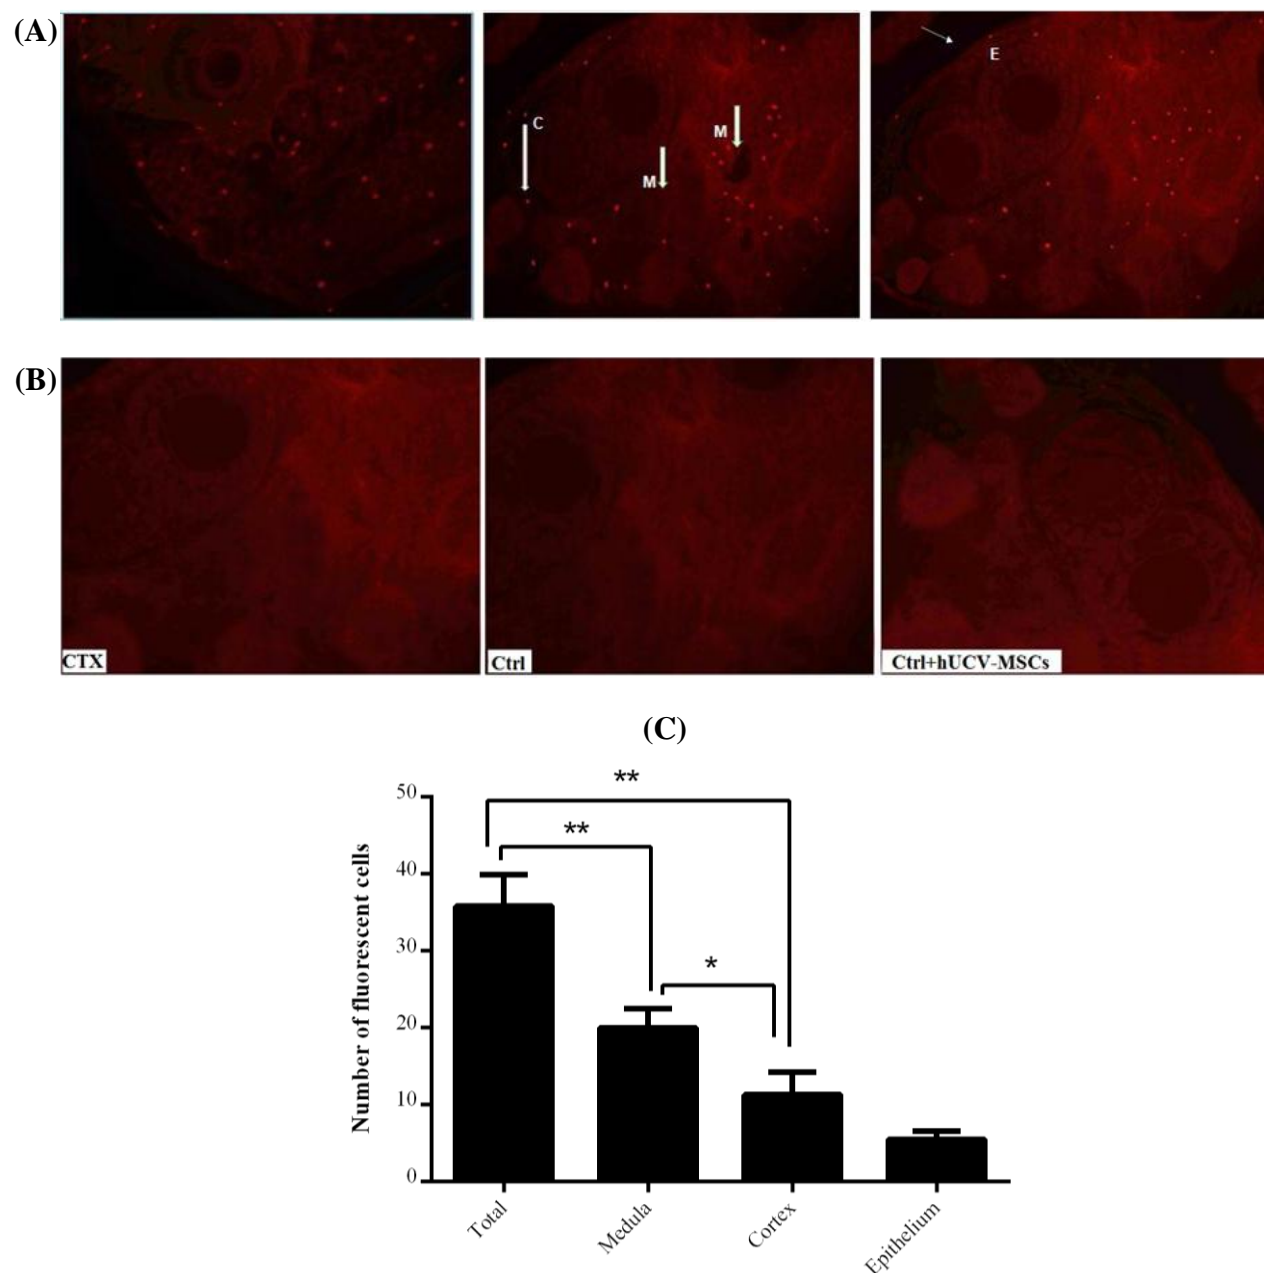 (A)
C
M
M
E
(B)
CTX
Ctrl
Ctrl+hUCV-MSCs
(C)
**
**
*
Number of fluorescent cells
50
40
30
20
10
0
Total
Medula
Cortex
Epithelium